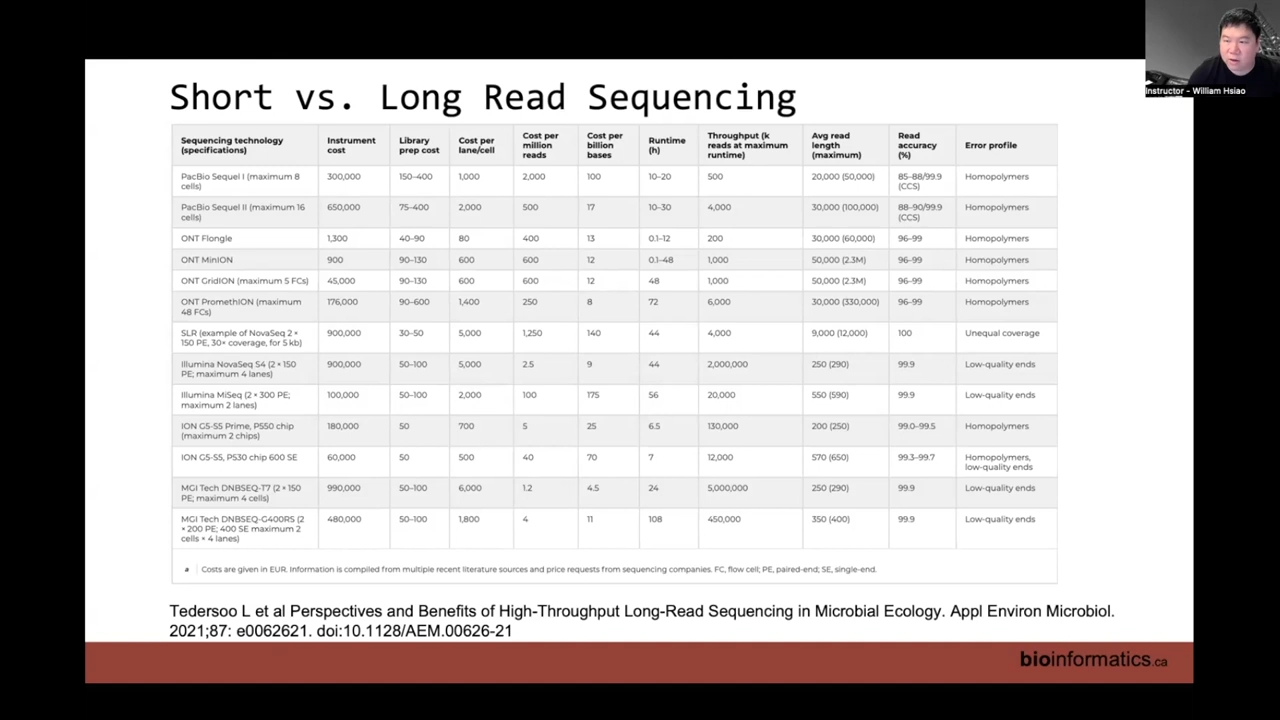 Instructor - William Hsiao
Short vs. Long Read Sequencing
Sequencing technology (specifications) Instrument cost Library prep cost Cost per lane/cell Cost per million reads Cost per billion bases Runtime (h) Throughput (k reads at maximum runtime) Avg read length (maximum) Read accuracy (%) Error profile
PacBio Sequel I (maximum 8 cells) 300,000 150–400 1,000 2,000 100 10–20 500 20,000 (50,000) 85–88/99.9 (CCS) Homopolymers
PacBio Sequel II (maximum 16 cells) 650,000 75–400 2,000 500 17 10–30 4,000 30,000 (100,000) 88–90/99.9 (CCS) Homopolymers
ONT Flongle 1,300 40–90 80 400 13 0.1–12 200 30,000 (60,000) 96–99 Homopolymers
ONT MinION 900 90–130 600 600 12 0.1–48 1,000 50,000 (2.3M) 96–99 Homopolymers
ONT GridION (maximum 5 FCs) 45,000 90–130 600 600 12 48 1,000 50,000 (2.3M) 96–99 Homopolymers
ONT PromethION (maximum 48 FCs) 176,000 90–600 1,400 250 8 72 6,000 30,000 (330,000) 96–99 Homopolymers
SLR (example of NovaSeq 2 × 150 PE, 30× coverage, for 5 kb) 900,000 30–50 5,000 1,250 140 44 4,000 9,000 (12,000) 100 Unequal coverage
Illumina NovaSeq S4 (2 × 150 PE; maximum 4 lanes) 900,000 50–100 5,000 2.5 9 44 2,000,000 250 (290) 99.9 Low-quality ends
Illumina MiSeq (2 × 300 PE; maximum 2 lanes) 100,000 50–100 2,000 100 175 56 20,000 550 (590) 99.9 Low-quality ends
ION G5-S5 Prime, P550 chip (maximum 2 chips) 180,000 50 700 5 25 6.5 130,000 200 (250) 99.0–99.5 Homopolymers
ION G5-S5, P530 chip 600 SE 60,000 50 500 40 70 7 12,000 570 (650) 99.3–99.7 Homopolymers, low-quality ends
MGI Tech DNBSEQ-T7 (2 × 150 PE; maximum 4 cells) 990,000 50–100 6,000 1.2 4.5 24 5,000,000 250 (290) 99.9 Low-quality ends
MGI Tech DNBSEQ-G400RS (2 × 200 PE; 400 SE maximum 2 cells × 4 lanes) 480,000 50–100 1,800 4 11 108 450,000 350 (400) 99.9 Low-quality ends
a Costs are given in EUR. Information is compiled from multiple recent literature sources and price requests from sequencing companies. FC, flow cell; PE, paired-end; SE, single-end.
Tedersoo L et al Perspectives and Benefits of High-Throughput Long-Read Sequencing in Microbial Ecology. Appl Environ Microbiol.
2021;87: e0062621. doi:10.1128/AEM.00626-21
bioinformatics.ca